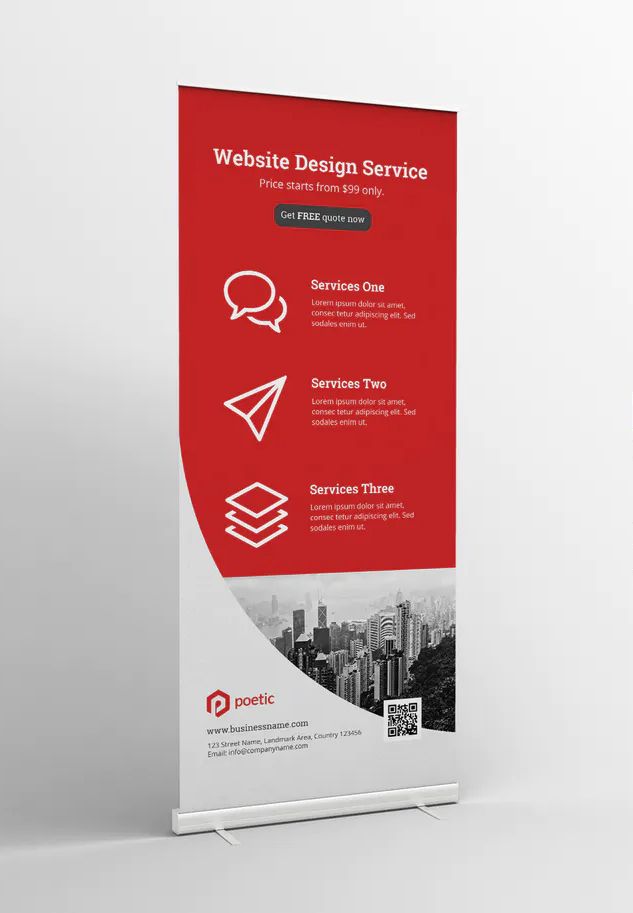 Website Design Service
Price starts from $99 only.
Get FREE quote now
Services One
Lorem ipsum dolor sit amet,
consec tetur adipiscing elit. Sed
sodales enim ut.
Services Two
Lorem ipsum dolor sit amet,
consec tetur adipiscing elit. Sed
sodales enim ut.
Services Three
Lorem ipsum dolor sit amet,
consec tetur adipiscing elit. Sed
sodales enim ut.
poetic
www.businessname.com
123 Street Name, Landmark Area, Country 123456
Email: info@companyname.com